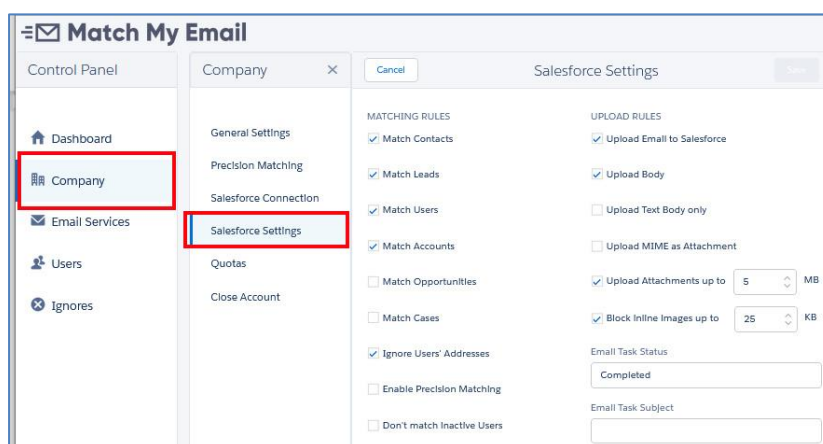 Match My Email
Control Panel
Dashboard
Company
Email Services
Users
Ignores
Company
General Settings
Precision Matching
Salesforce Connection
Salesforce Settings
Quotas
Close Account
Cancel
Salesforce Settings
Save
MATCHING RULES
Match Contacts
Match Leads
Match Users
Match Accounts
Match Opportunities
Match Cases
Ignore Users' Addresses
Enable Precision Matching
Don't match Inactive Users
UPLOAD RULES
Upload Email to Salesforce
Upload Body
Upload Text Body only
Upload MIME as Attachment
Upload Attachments up to 5 MB
Block Inline Images up to 25 KB
Email Task Status
Completed
Email Task Subject